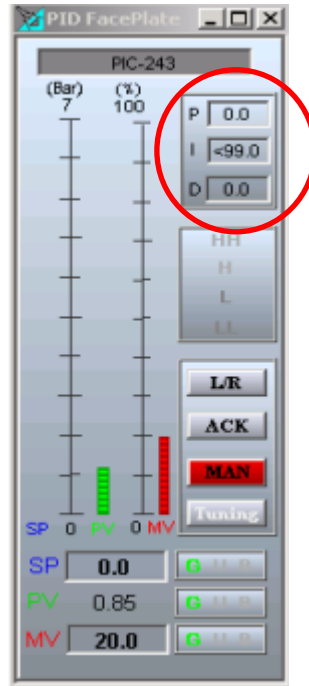 PID FacePlate
PIC-243
(Bar) (%)
7 100
P 0.0
I <99.0
D 0.0
HH
H
L
LL
L/R
ACK
MAN
Tuning
SP 0 PV 0 MV
SP 0.0 G U B
PV 0.85 G U B
MV 20.0 G U B